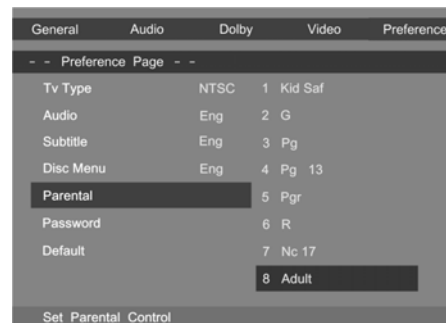 General Audio Dolby Video Preference
- - Preference Page - -
Tv Type NTSC 1 Kid Saf
Audio Eng 2 G
Subtitle Eng 3 Pg
Disc Menu Eng 4 Pg 13
Parental 5 Pgr
Password 6 R
Default 7 Nc 17
8 Adult
Set Parental Control